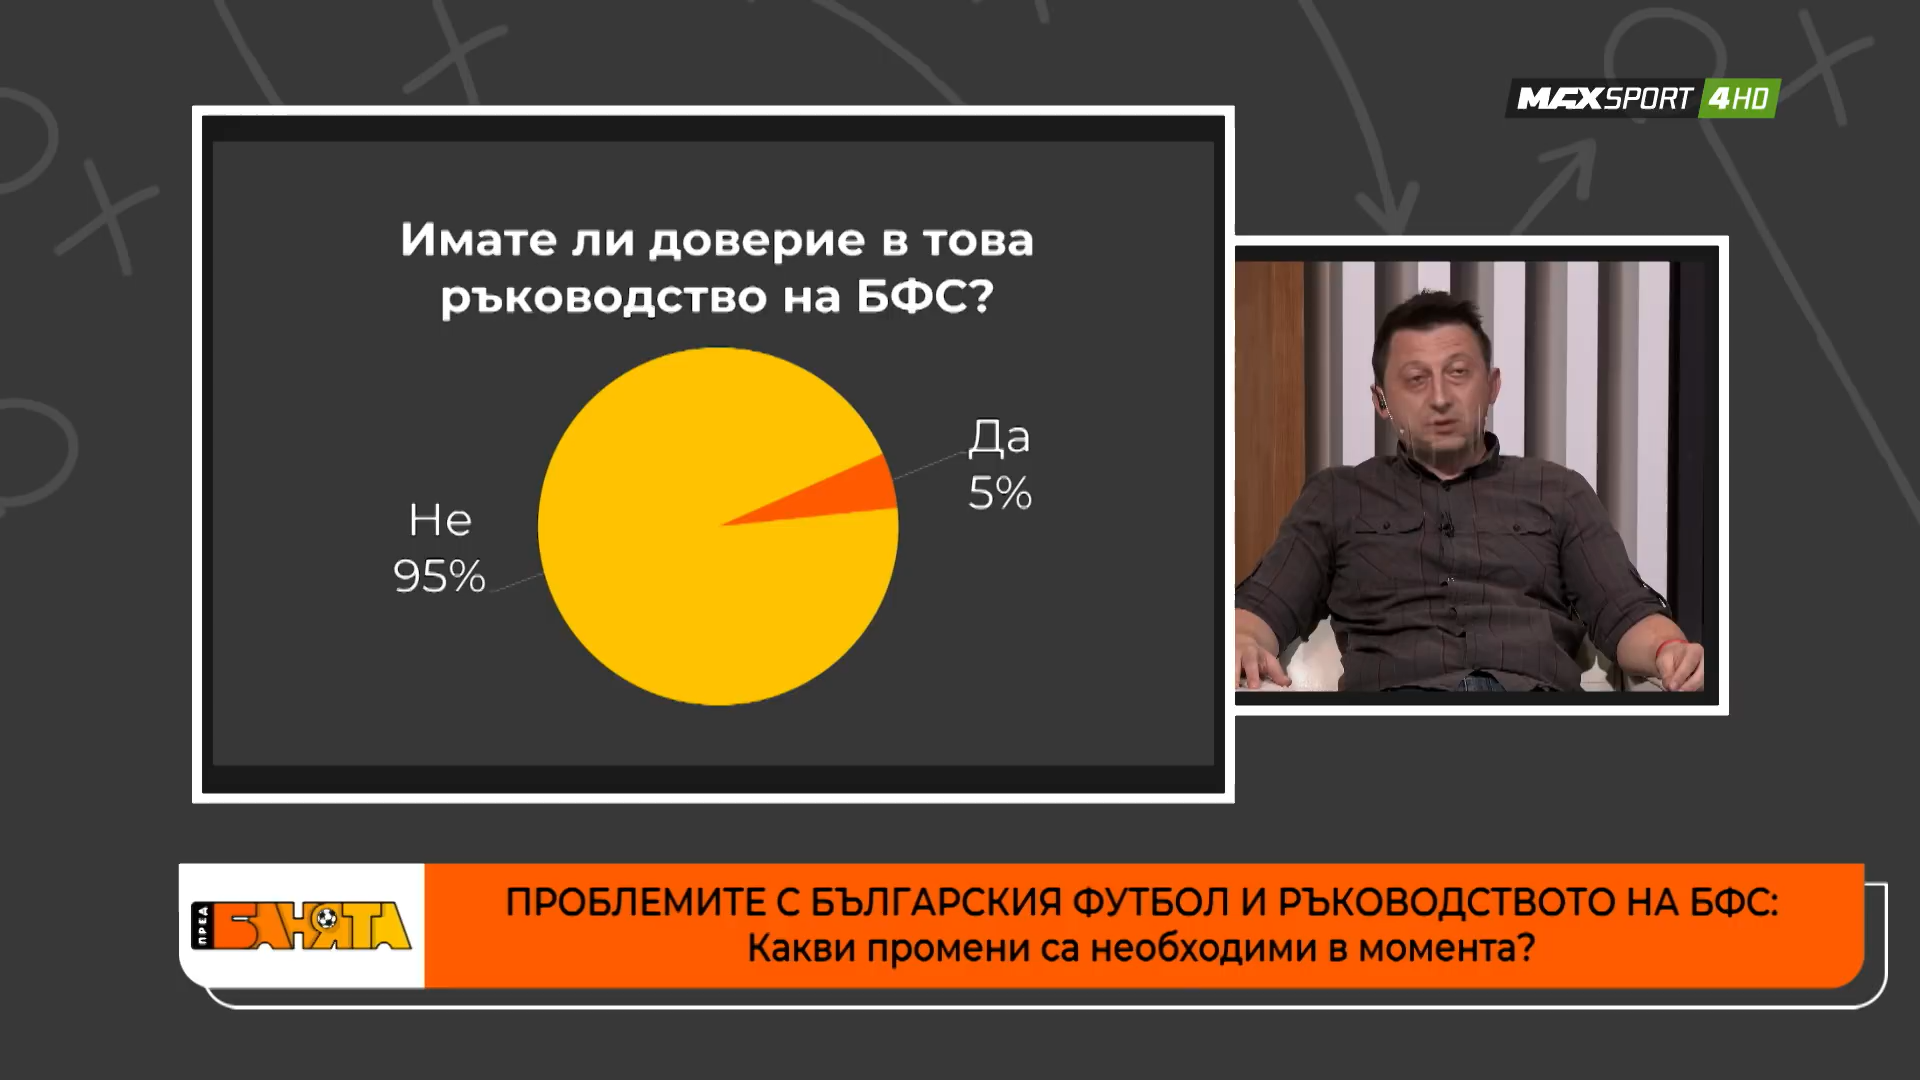 MAXSPORT 4HD
Имате ли доверие в това
ръководство на БФС?
Да
5%
Не
95%
ПРЕД БАНЯТА
ПРОБЛЕМИТЕ С БЪЛГАРСКИЯ ФУТБОЛ И РЪКОВОДСТВОТО НА БФС:
Какви промени са необходими в момента?